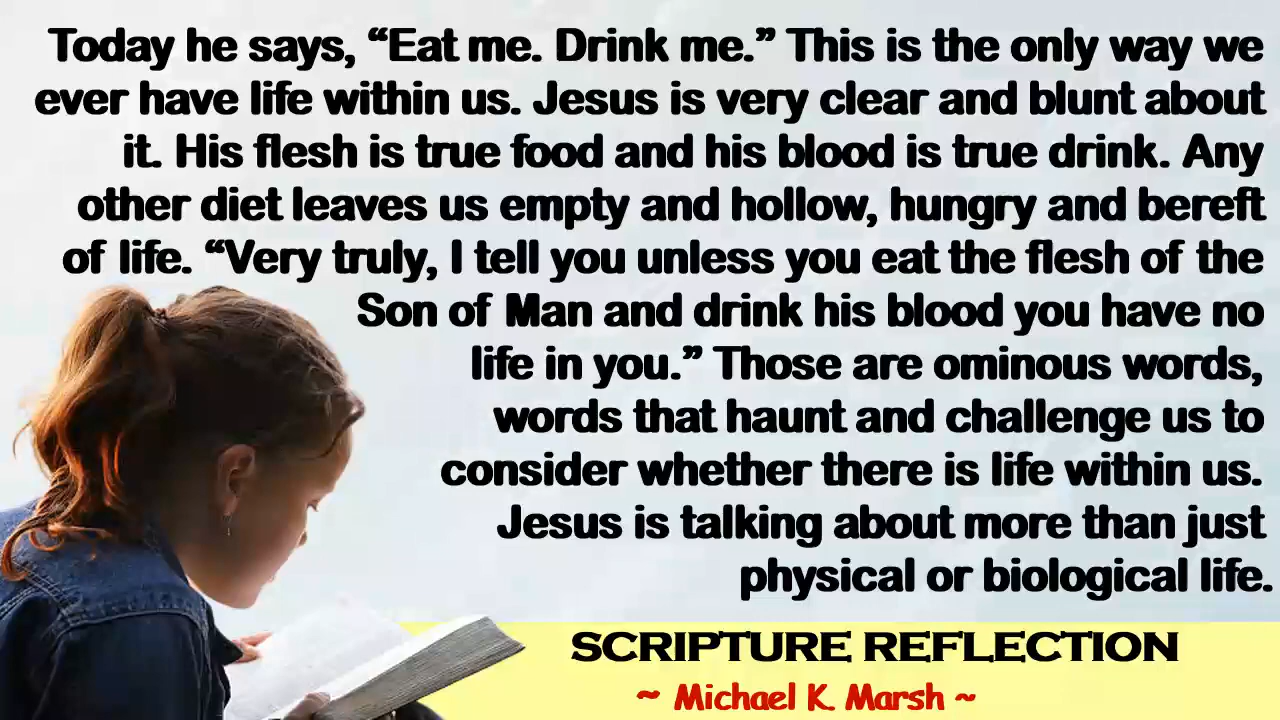 Today he says, “Eat me. Drink me.” This is the only way we
ever have life within us. Jesus is very clear and blunt about
it. His flesh is true food and his blood is true drink. Any
other diet leaves us empty and hollow, hungry and bereft
of life. “Very truly, I tell you unless you eat the flesh of the
Son of Man and drink his blood you have no
life in you.” Those are ominous words,
words that haunt and challenge us to
consider whether there is life within us.
Jesus is talking about more than just
physical or biological life.
SCRIPTURE REFLECTION
~ Michael K. Marsh ~